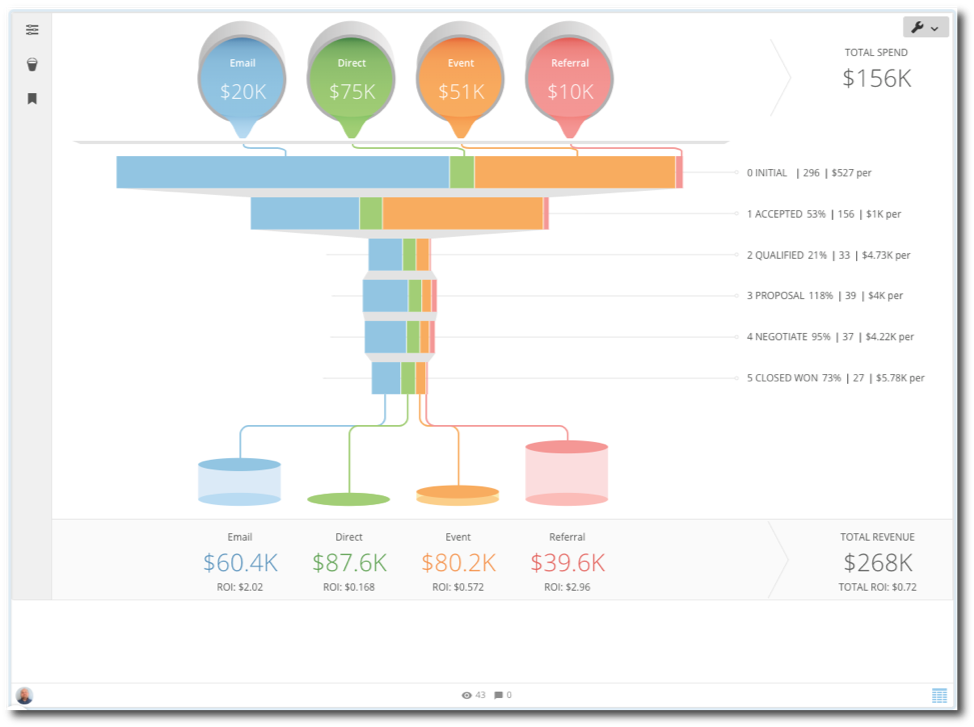 Email Direct Event Referral
$20K $75K $51K $10K
TOTAL SPEND
$156K
0 INITIAL | 296 | $527 per
1 ACCEPTED 53% | 156 | $1K per
2 QUALIFIED 21% | 33 | $4.73K per
3 PROPOSAL 118% | 39 | $4K per
4 NEGOTIATE 95% | 37 | $4.22K per
5 CLOSED WON 73% | 27 | $5.78K per
Email Direct Event Referral TOTAL REVENUE
$60.4K $87.6K $80.2K $39.6K $268K
ROI: $2.02 ROI: $0.168 ROI: $0.572 ROI: $2.96 TOTAL ROI: $0.72
43 0